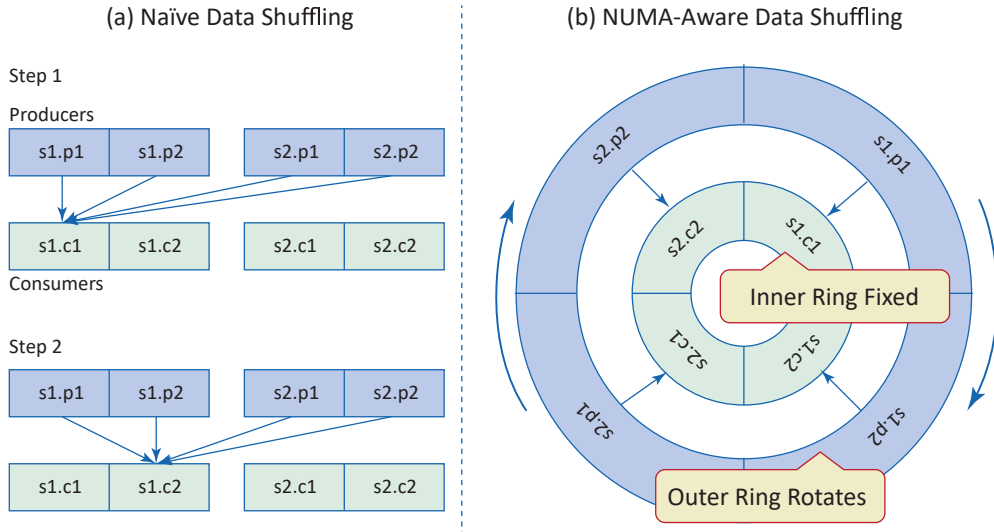 (a) Naïve Data Shuffling
Step 1
Producers
s1.p1 s1.p2 s2.p1 s2.p2
s1.c1 s1.c2 s2.c1 s2.c2
Consumers
Step 2
s1.p1 s1.p2 s2.p1 s2.p2
s1.c1 s1.c2 s2.c1 s2.c2
(b) NUMA-Aware Data Shuffling
s2.p2
s1.p1
s2.c2
s1.c1
Inner Ring Fixed
s2.c1
s1.c2
s2.p1
s1.p2
Outer Ring Rotates